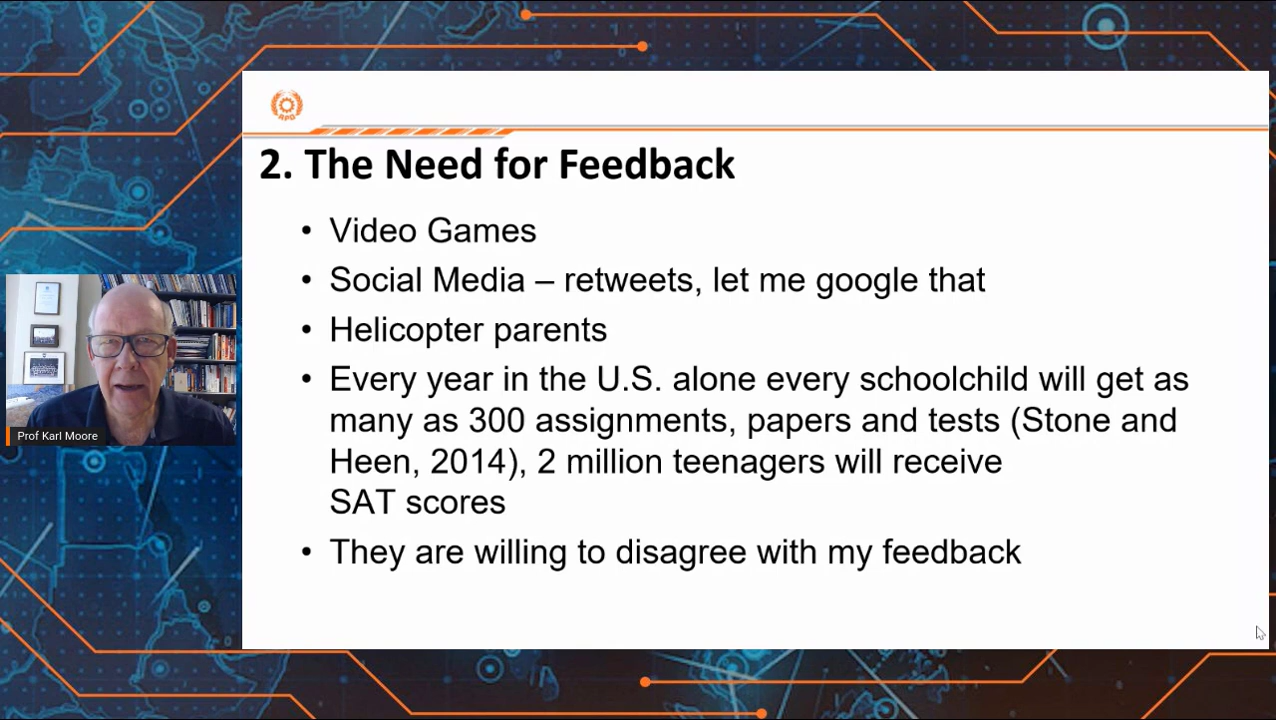 APO
2. The Need for Feedback
• Video Games
• Social Media – retweets, let me google that
• Helicopter parents
• Every year in the U.S. alone every schoolchild will get as
many as 300 assignments, papers and tests (Stone and
Heen, 2014), 2 million teenagers will receive
SAT scores
• They are willing to disagree with my feedback
Prof Karl Moore